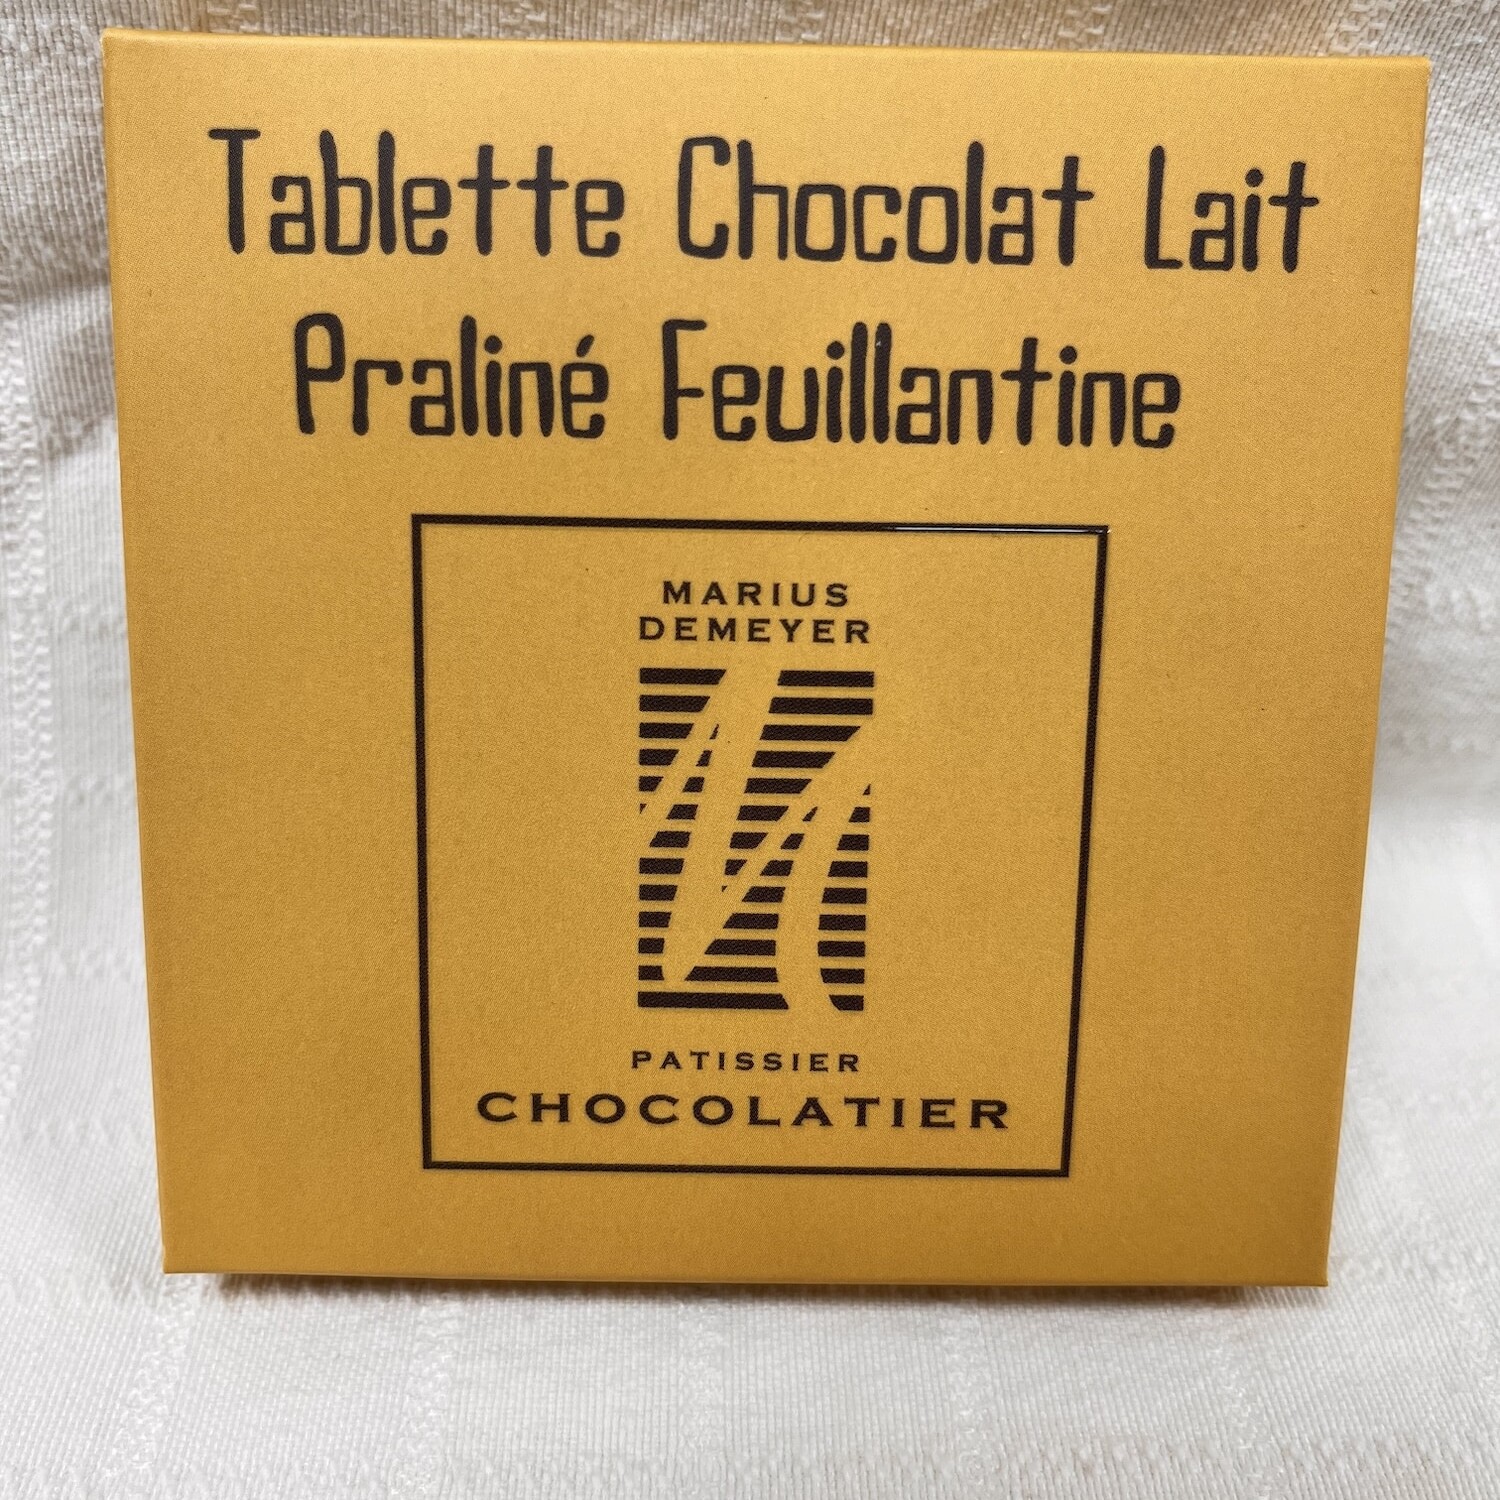 Tablette Chocolat Lait
Praliné Feuillantine
MARIUS
DEMEYER
PATISSIER
CHOCOLATIER